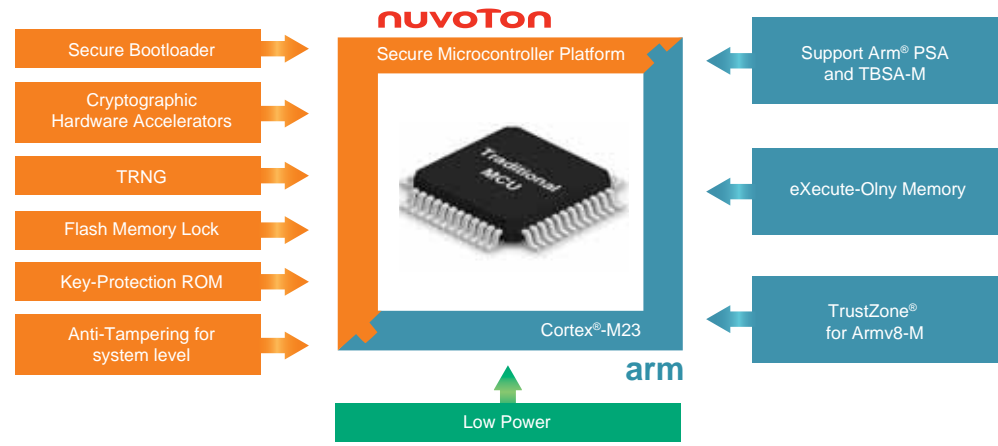 nuvoTon
Secure Bootloader
Cryptographic
Hardware Accelerators
TRNG
Flash Memory Lock
Key-Protection ROM
Anti-Tampering for
system level
Secure Microcontroller Platform
Traditional
MCU
Cortex®-M23
arm
Support Arm® PSA
and TBSA-M
eXecute-Olny Memory
TrustZone®
for Armv8-M
Low Power